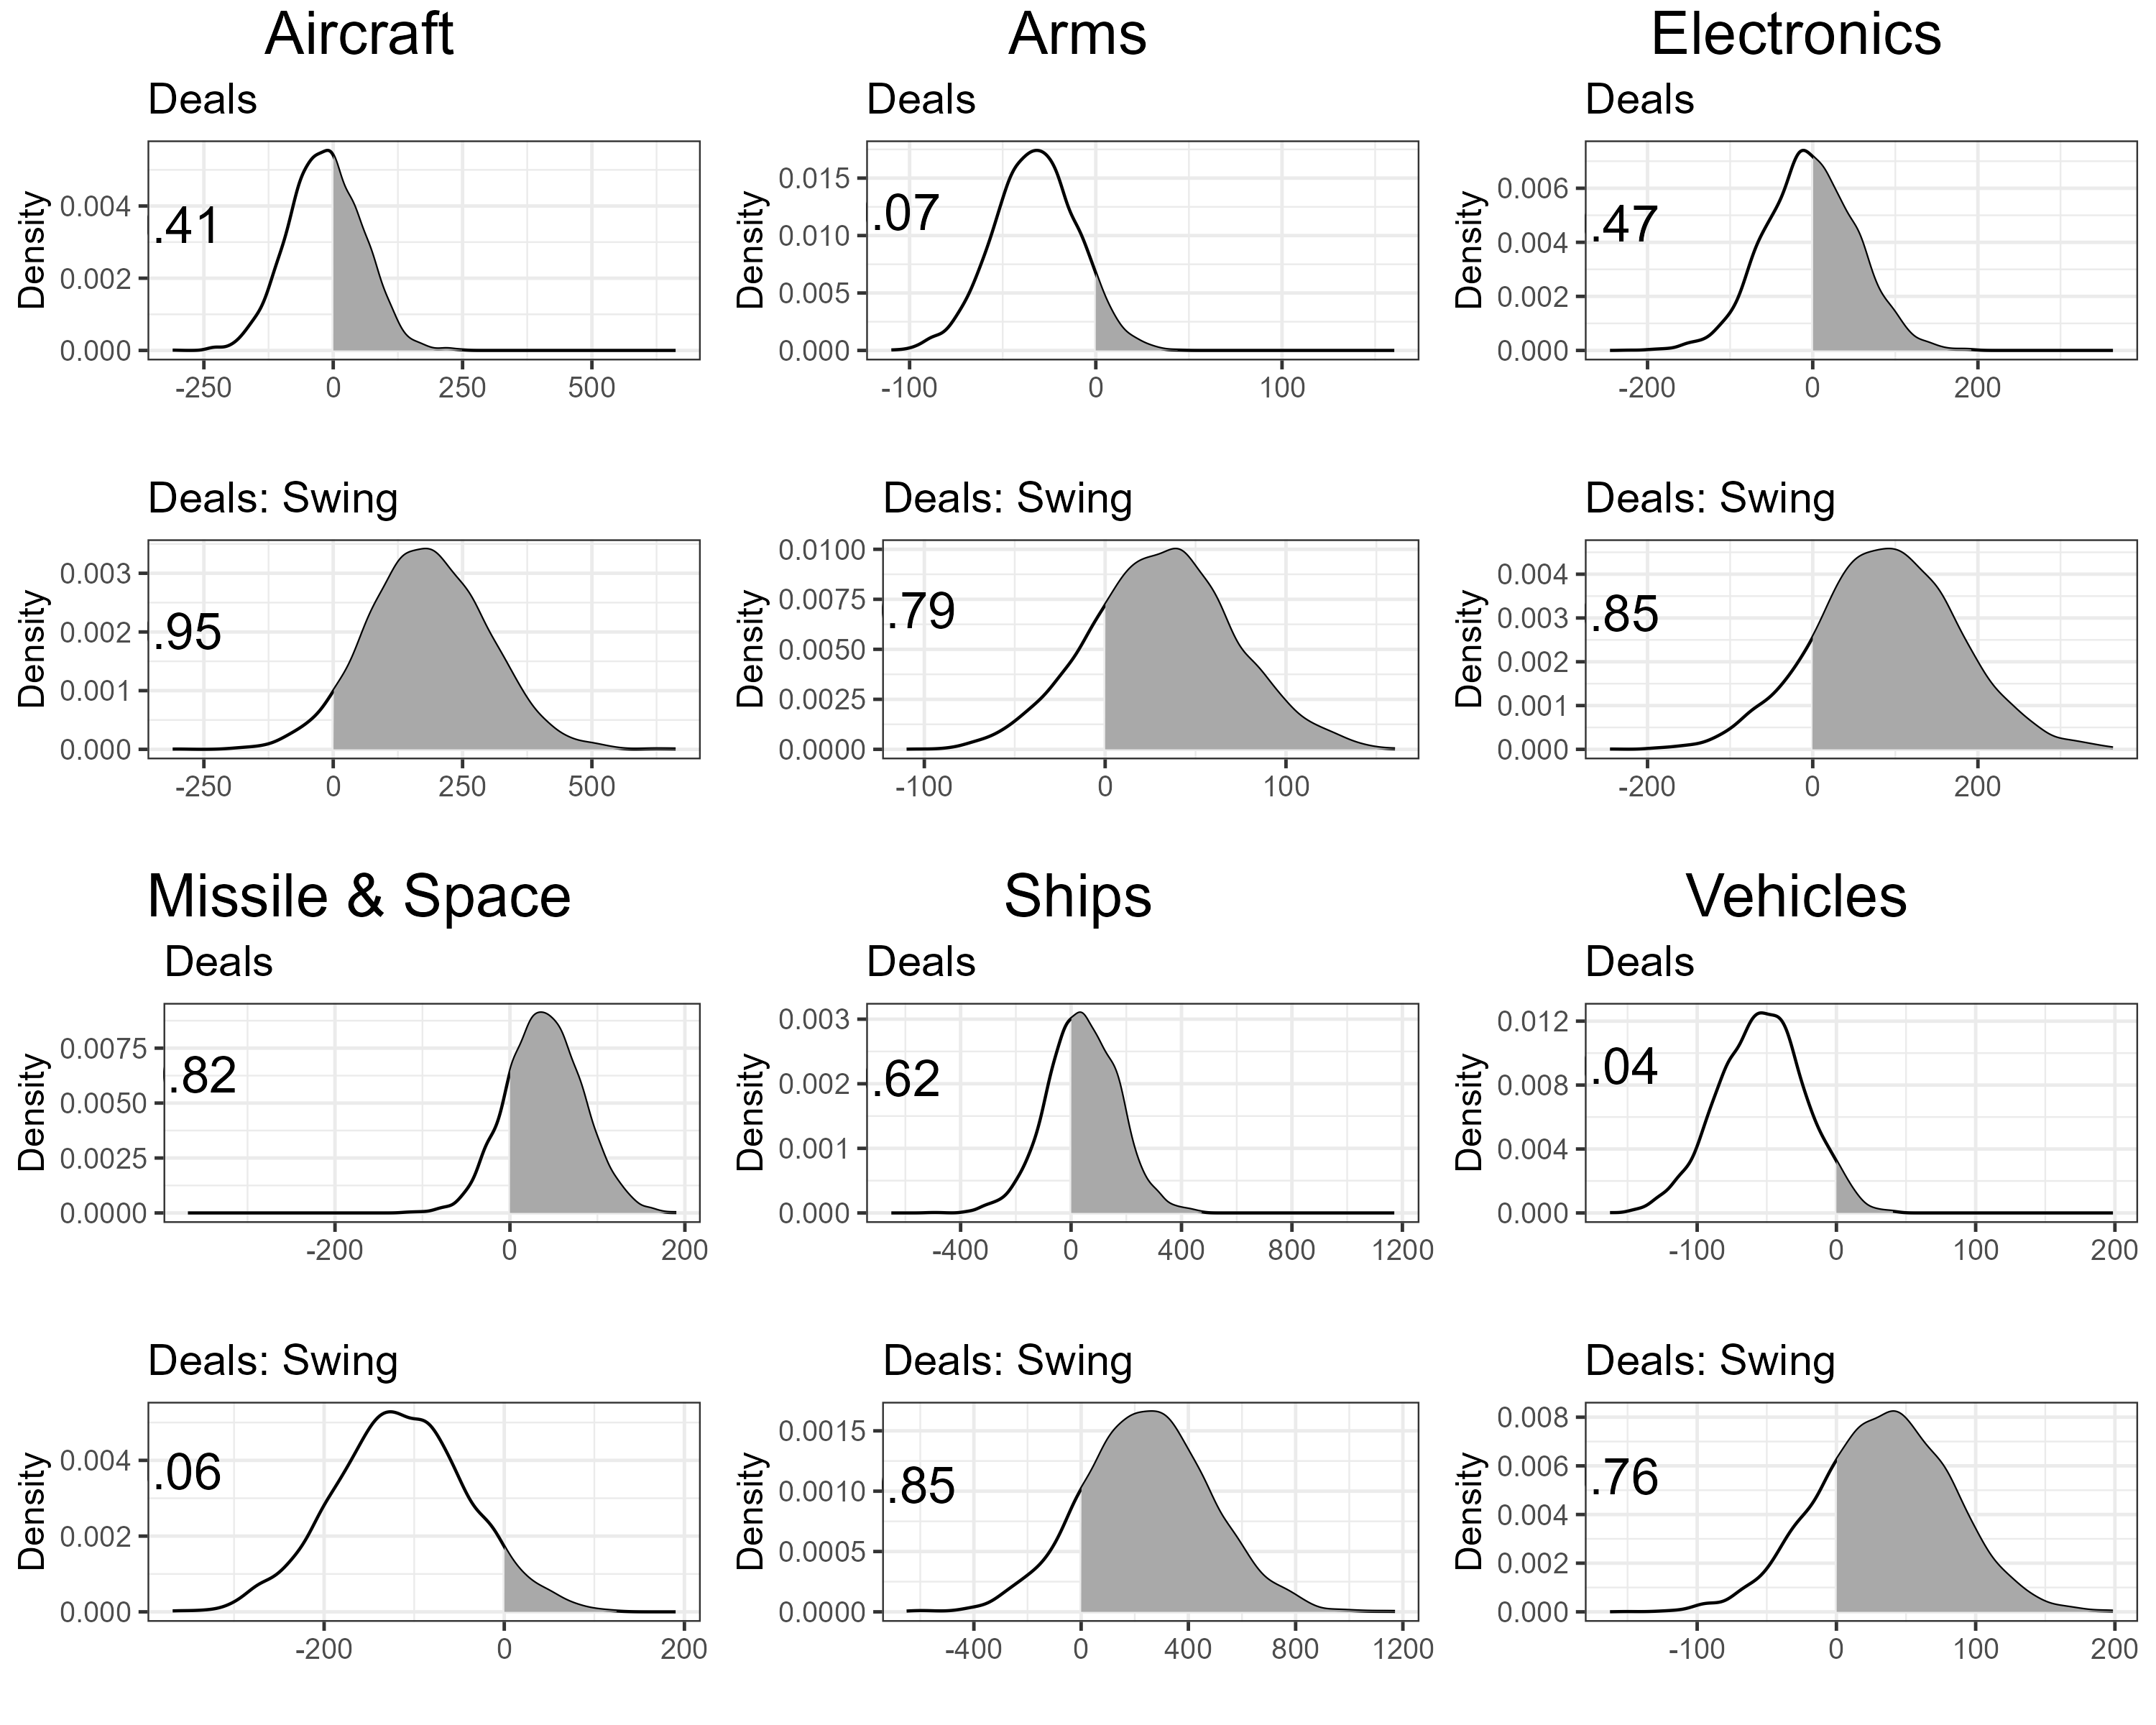 Aircraft
Arms
Electronics
Deals
Deals
Deals
Density
0.004
0.002
0.000
.41
-250 0 250 500
Density
0.015
0.010
0.005
0.000
.07
-100 0 100
Density
0.006
0.004
0.002
0.000
.47
-200 0 200
Deals: Swing
Deals: Swing
Deals: Swing
Density
0.003
0.002
0.001
0.000
.95
-250 0 250 500
Density
0.0100
0.0075
0.0050
0.0025
0.0000
.79
-100 0 100
Density
0.004
0.003
0.002
0.001
0.000
.85
-200 0 200
Missile & Space
Ships
Vehicles
Deals
Deals
Deals
Density
0.0075
0.0050
0.0025
0.0000
.82
-200 0 200
Density
0.003
0.002
0.001
0.000
.62
-400 0 400 800 1200
Density
0.012
0.008
0.004
0.000
.04
-100 0 100 200
Deals: Swing
Deals: Swing
Deals: Swing
Density
0.004
0.002
0.000
.06
-200 0 200
Density
0.0015
0.0010
0.0005
0.0000
.85
-400 0 400 800 1200
Density
0.008
0.006
0.004
0.002
0.000
.76
-100 0 100 200